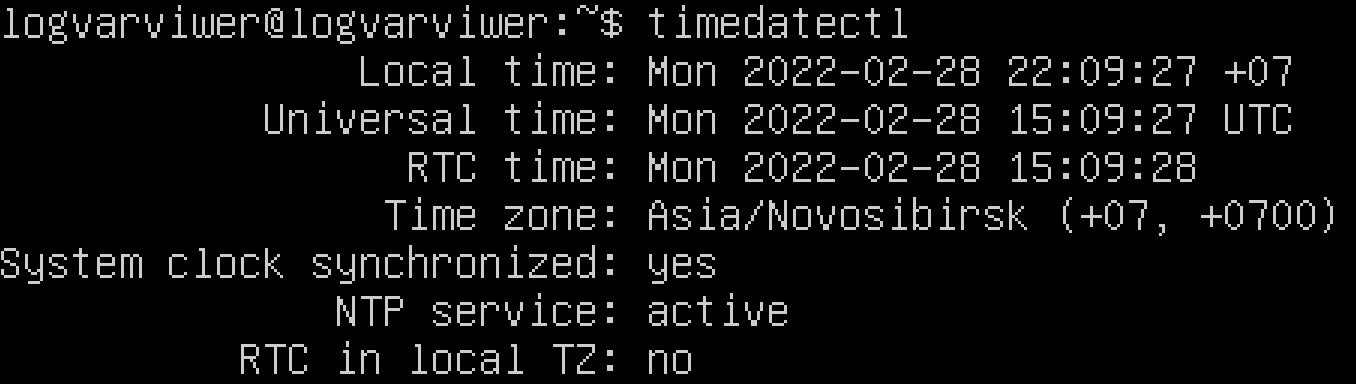 logvarviwer@logvarviwer:~$ timedatectl
Local time: Mon 2022-02-28 22:09:27 +07
Universal time: Mon 2022-02-28 15:09:27 UTC
RTC time: Mon 2022-02-28 15:09:28
Time zone: Asia/Novosibirsk (+07, +0700)
System clock synchronized: yes
NTP service: active
RTC in local TZ: no